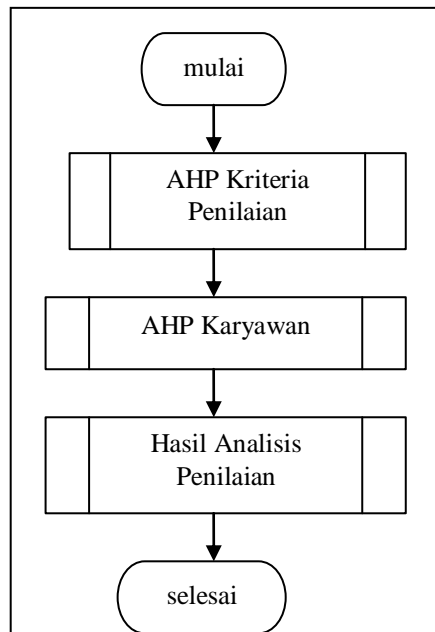 mulai
AHP Kriteria
Penilaian
AHP Karyawan
Hasil Analisis
Penilaian
selesai